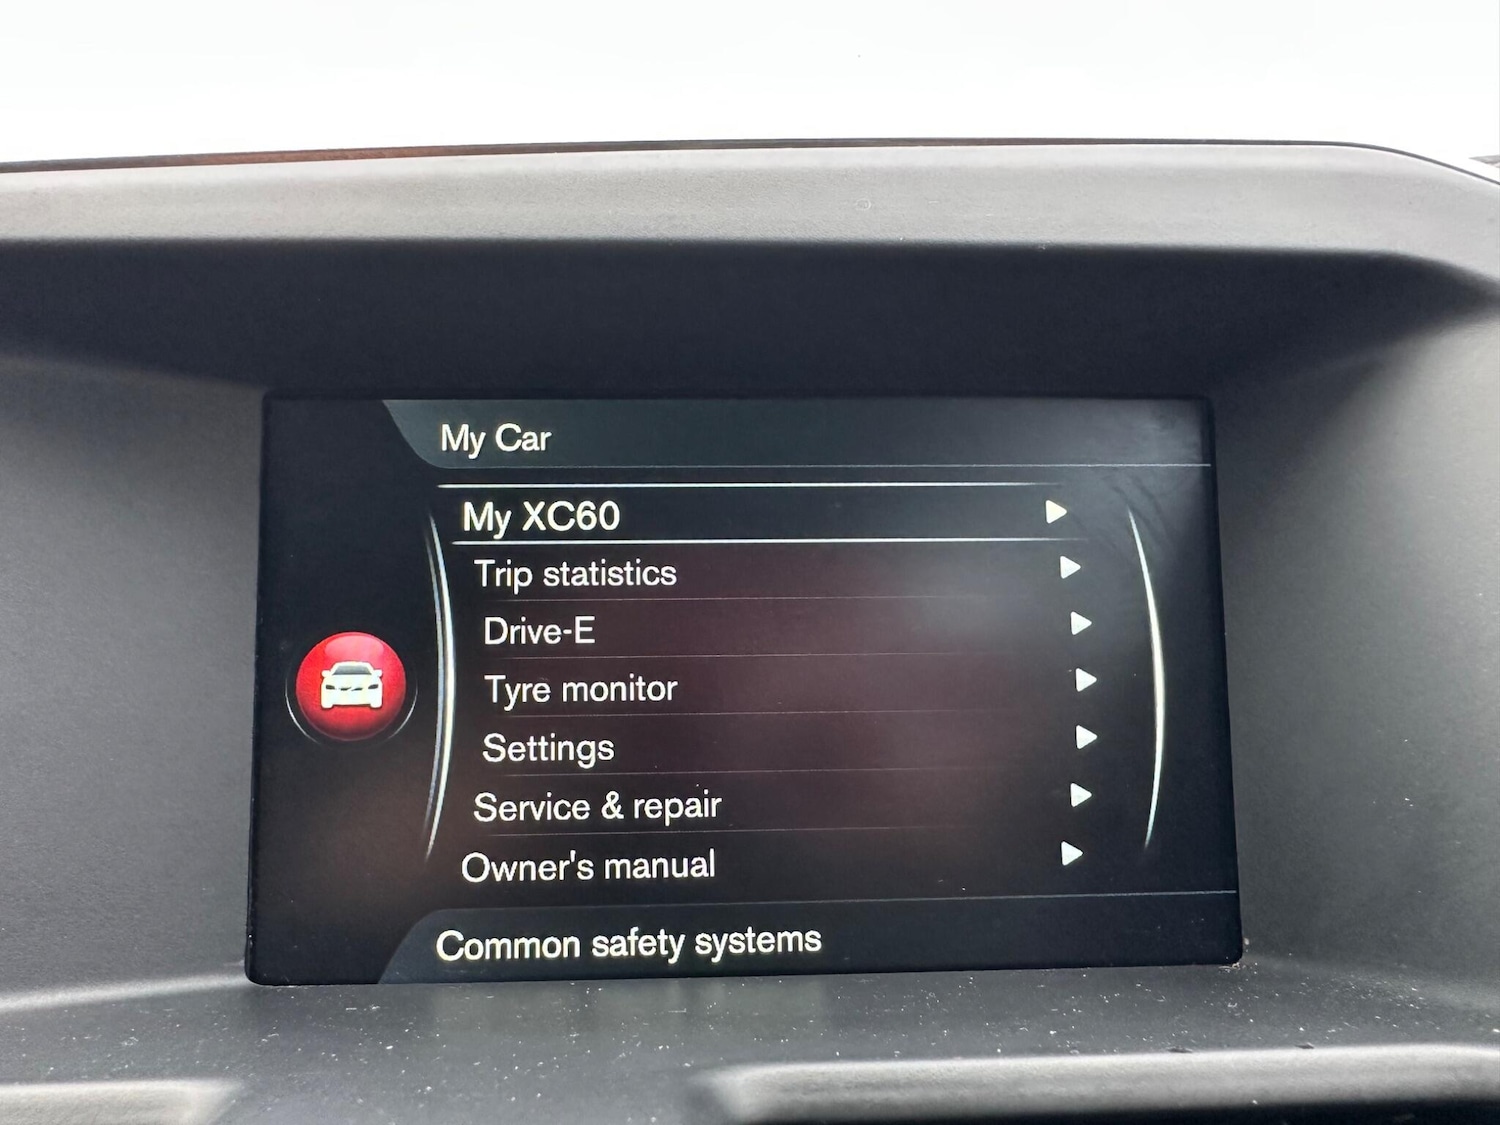 My Car
My XC60
Trip statistics
Drive-E
Tyre monitor
Settings
Service & repair
Owner's manual
Common safety systems